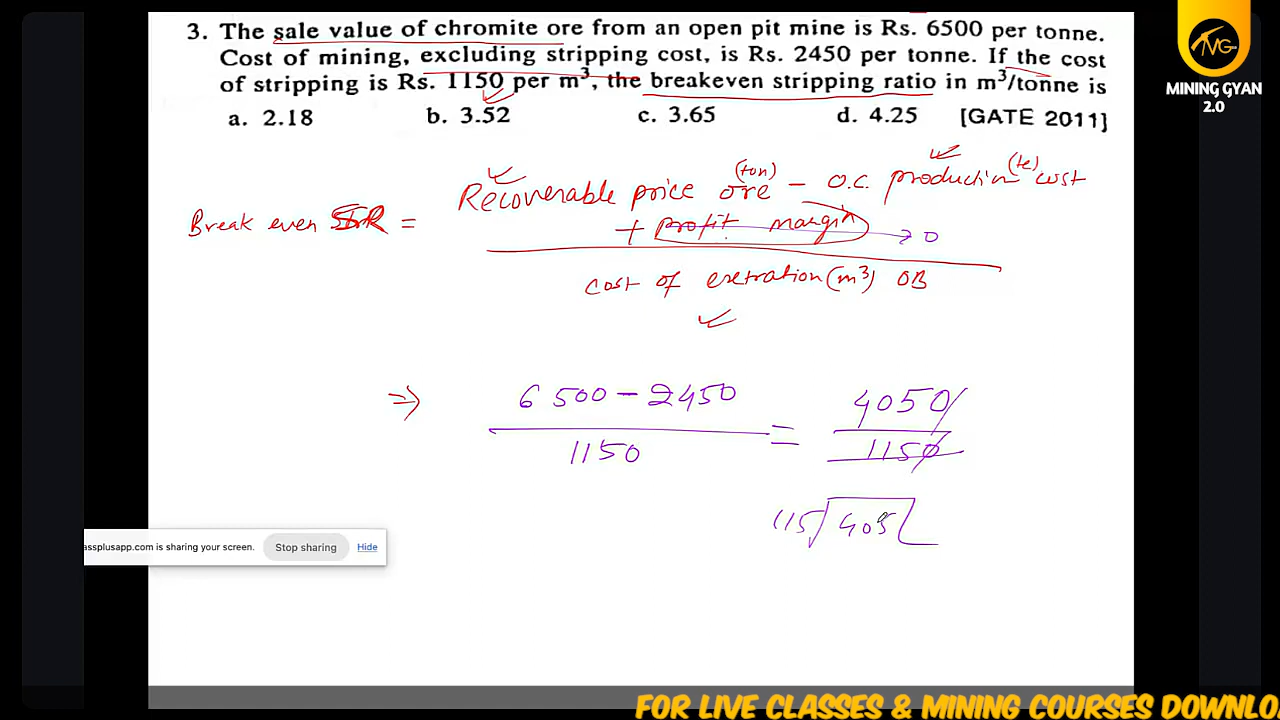 3. The sale value of chromite ore from an open pit mine is Rs. 6500 per tonne.
Cost of mining, excluding stripping cost, is Rs. 2450 per tonne. If the cost
of stripping is Rs. 1150 per m³, the breakeven stripping ratio in m³/tonne is
a. 2.18 b. 3.52 c. 3.65 d. 4.25 [GATE 2011]
TMG
MINING GYAN
2.0
Recoverable price ore (ton) - O.C. production (te) cost
Break even SR =
+ profit margin → 0
cost of exetration (m³) OB
⇒ 6500 - 2450 = 4050
1150 1150
115 405
assplusapp.com is sharing your screen. Stop sharing Hide
FOR LIVE CLASSES & MINING COURSES DOWNLO